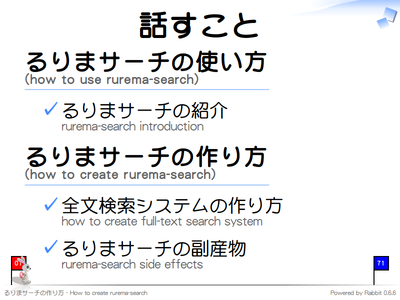 話すこと
るりまサーチの使い方
(how to use rurema-search)
✓るりまサーチの紹介
rurema-search introduction
るりまサーチの作り方
(how to create rurema-search)
✓全文検索システムの作り方
how to create full-text search system
✓るりまサーチの副産物
rurema-search side effects
71
るりまサーチの作り方 - How to create rurema-search
Powered by Rabbit 0.6.6